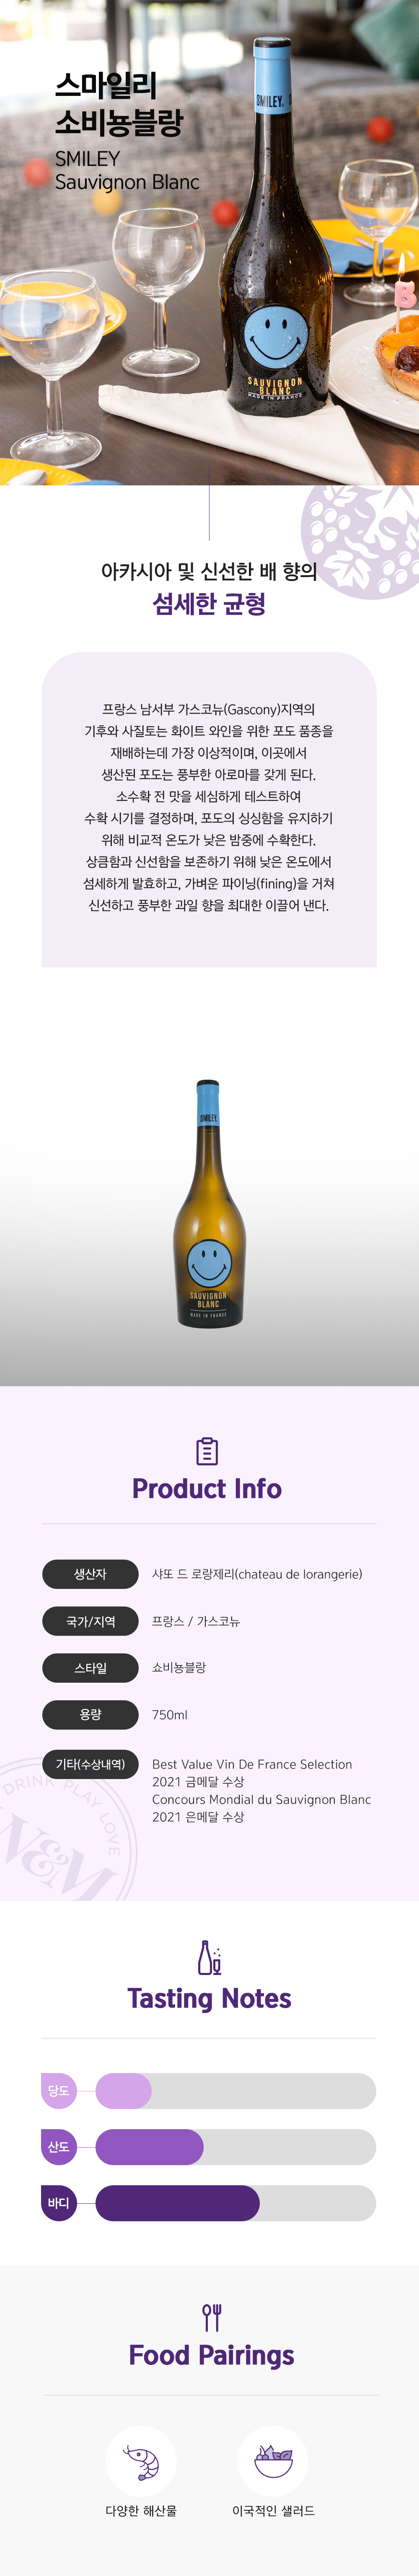 스마일리
소비뇽블랑
SMILEY
Sauvignon Blanc
SMILEY.
SAUVIGNON
BLANC
MADE IN FRANCE
아카시아 및 신선한 배 향의
섬세한 균형
프랑스 남서부 가스코뉴(Gascony)지역의
기후와 사질토는 화이트 와인을 위한 포도 품종을
재배하는데 가장 이상적이며, 이곳에서
생산된 포도는 풍부한 아로마를 갖게 된다.
소수확 전 맛을 세심하게 테스트하여
수확 시기를 결정하며, 포도의 싱싱함을 유지하기
위해 비교적 온도가 낮은 밤중에 수확한다.
상큼함과 신선함을 보존하기 위해 낮은 온도에서
섬세하게 발효하고, 가벼운 파이닝(fining)을 거쳐
신선하고 풍부한 과일 향을 최대한 이끌어 낸다.
SMILEY.
SAUVIGNON
BLANC
MADE IN FRANCE
Product Info
생산자 샤또 드 로랑제리(chateau de lorangerie)
국가/지역 프랑스 / 가스코뉴
스타일 쇼비뇽블랑
용량 750ml
기타(수상내역) Best Value Vin De France Selection
2021 금메달 수상
Concours Mondial du Sauvignon Blanc
2021 은메달 수상
DRINK PLAY LOVE
W&M
Tasting Notes
당도
산도
바디
Food Pairings
다양한 해산물 이국적인 샐러드